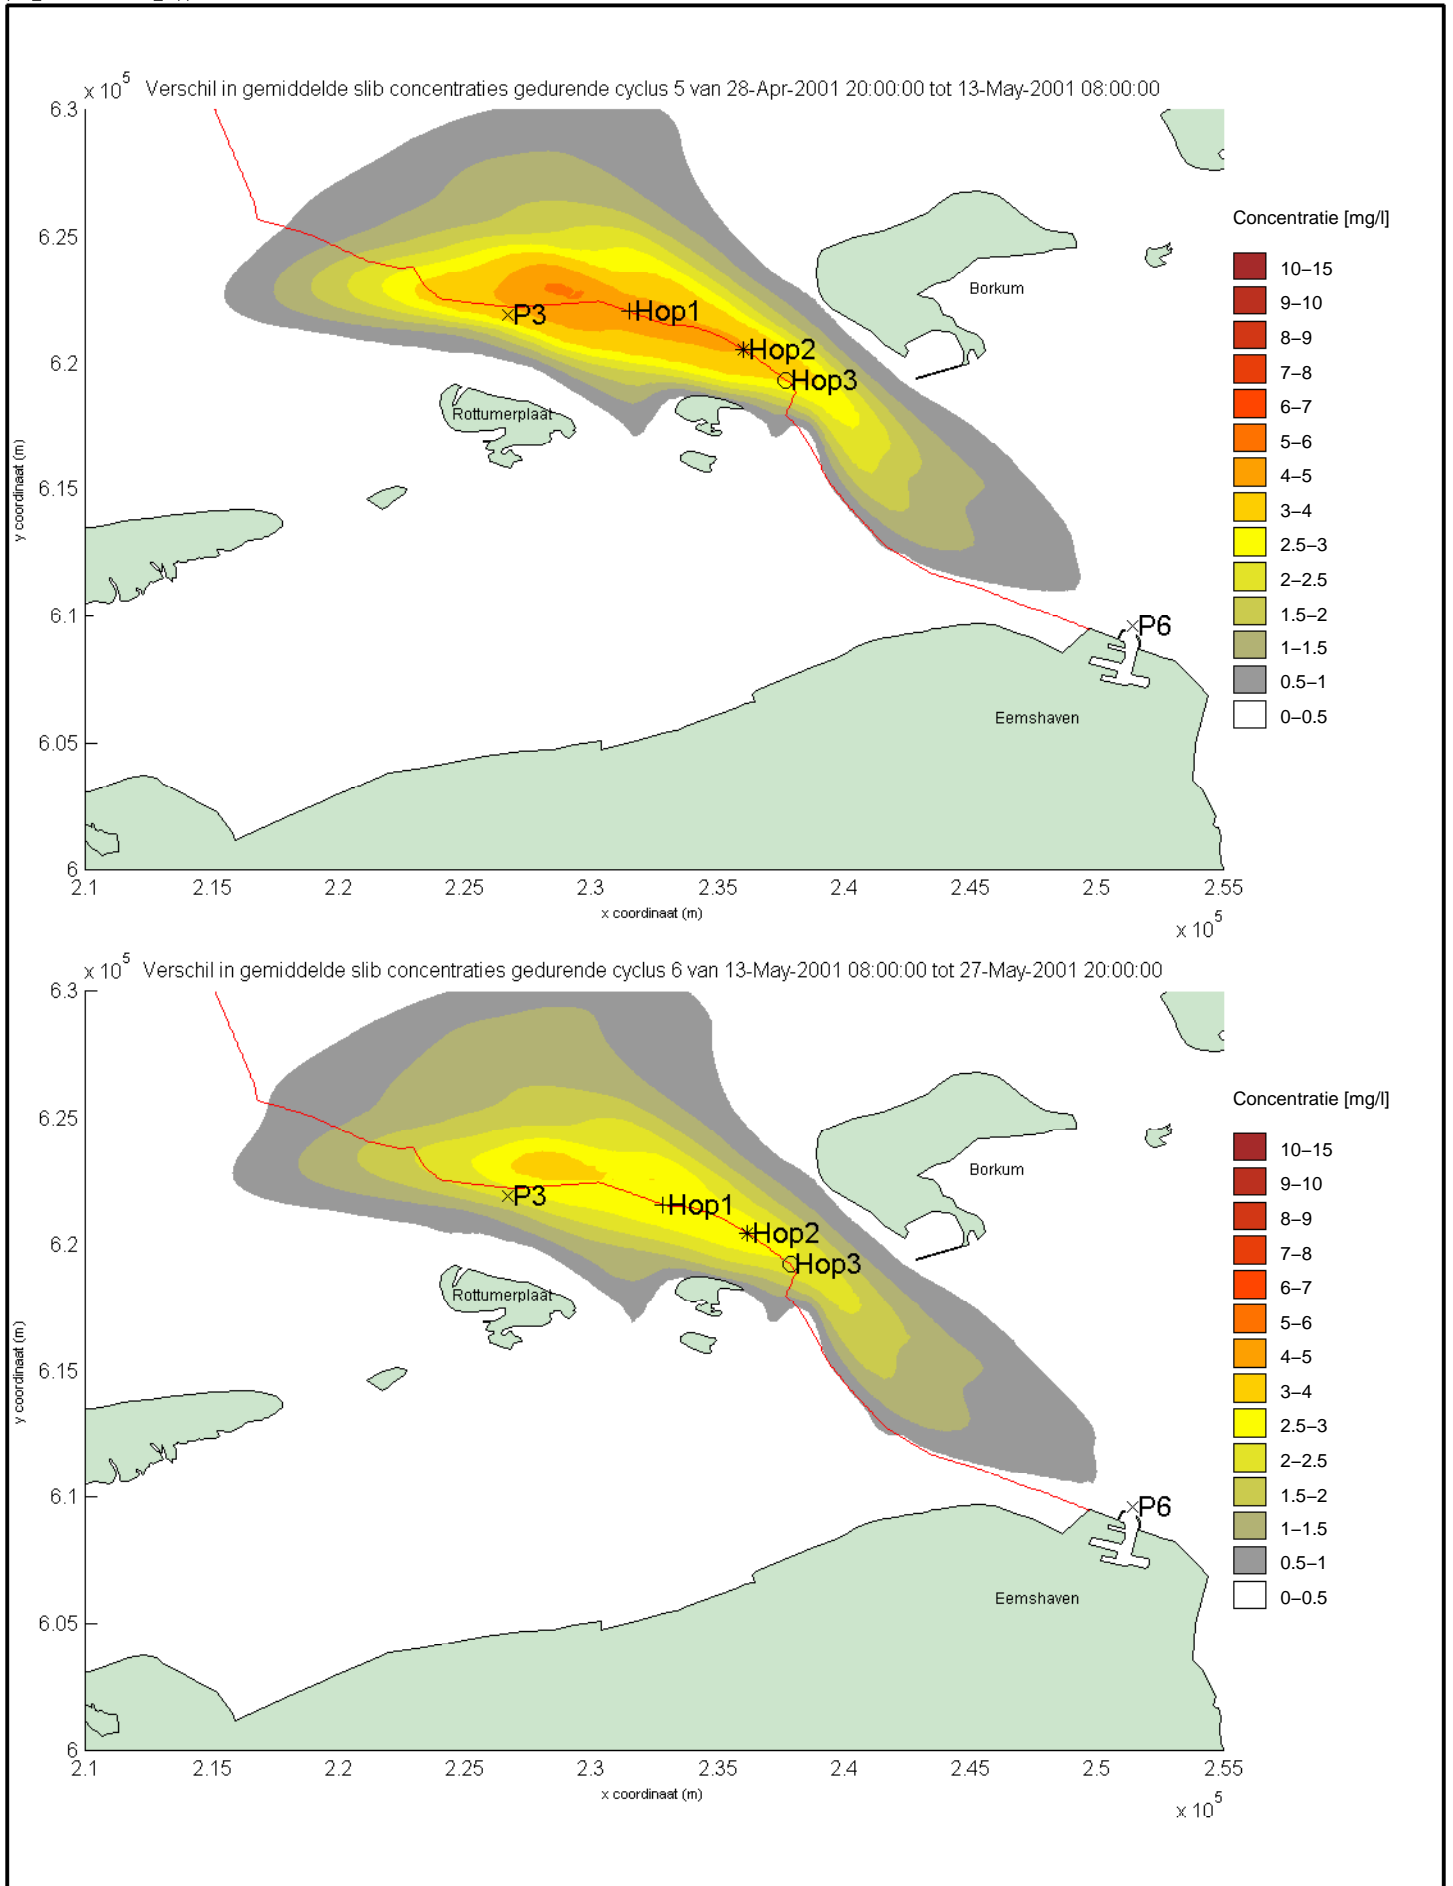 x 10 5 Verschil in gemiddelde slib concentraties gedurende cyclus 5 van 28-Apr-2001 20:00:00 tot 13-May-2001 08:00:00
6.3
6.25
6.2
6.15
6.1
6.05
6
y coordinaat (m)
2.1 2.15 2.2 2.25 2.3 2.35 2.4 2.45 2.5 2.55
x coordinaat (m)
x 10 5
P3
Hop1
Hop2
Hop3
P6
Borkum
Rottumerplaat
Eemshaven
Concentratie [mg/l]
10–15
9–10
8–9
7–8
6–7
5–6
4–5
3–4
2.5–3
2–2.5
1.5–2
1–1.5
0.5–1
0–0.5
x 10 5 Verschil in gemiddelde slib concentraties gedurende cyclus 6 van 13-May-2001 08:00:00 tot 27-May-2001 20:00:00
6.3
6.25
6.2
6.15
6.1
6.05
6
y coordinaat (m)
2.1 2.15 2.2 2.25 2.3 2.35 2.4 2.45 2.5 2.55
x coordinaat (m)
x 10 5
P3
Hop1
Hop2
Hop3
P6
Borkum
Rottumerplaat
Eemshaven
Concentratie [mg/l]
10–15
9–10
8–9
7–8
6–7
5–6
4–5
3–4
2.5–3
2–2.5
1.5–2
1–1.5
0.5–1
0–0.5